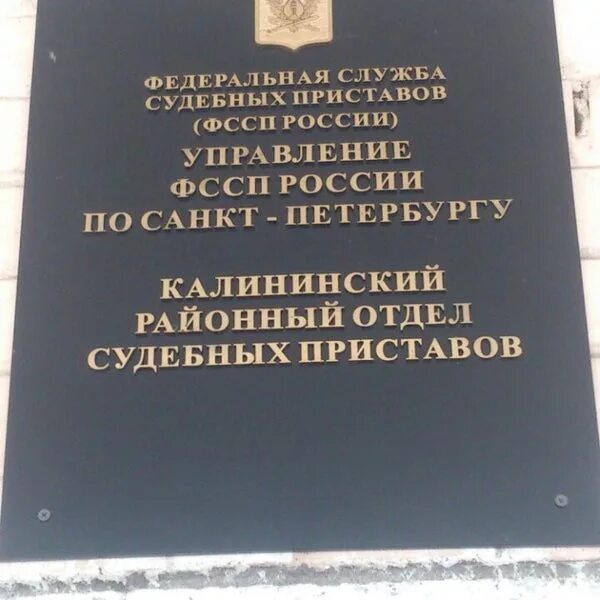 ФЕДЕРАЛЬНАЯ СЛУЖБА
СУДЕБНЫХ ПРИСТАВОВ
(ФССП РОССИИ)
УПРАВЛЕНИЕ
ФССП РОССИИ
ПО САНКТ - ПЕТЕРБУРГУ
КАЛИНИНСКИЙ
РАЙОННЫЙ ОТДЕЛ
СУДЕБНЫХ ПРИСТАВОВ